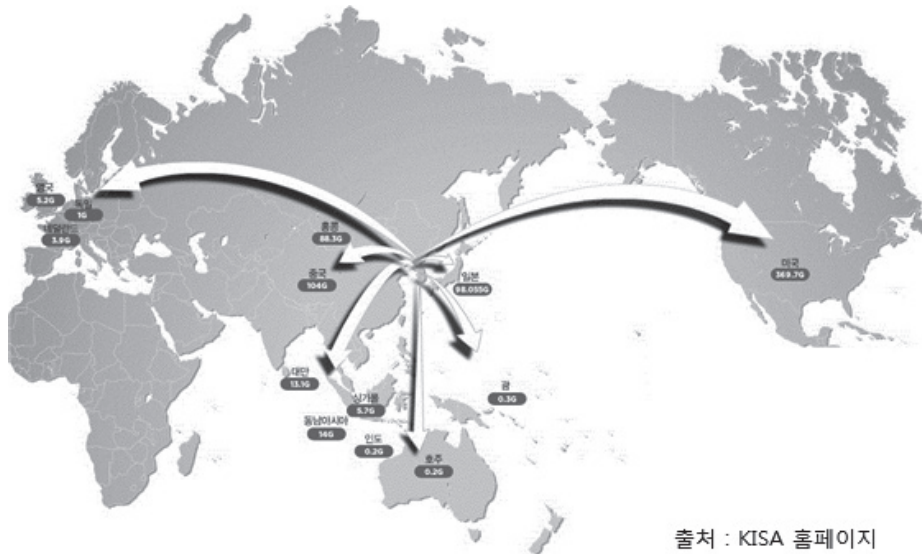 영국
5.2G
독일
1G
네덜란드
3.9G
홍콩
88.3G
중국
104G
일본
98.055G
미국
369.7G
대만
13.1G
싱가폴
5.7G
동남아시아
14G
인도
0.2G
괌
0.3G
호주
0.2G
출처 : KISA 홈페이지